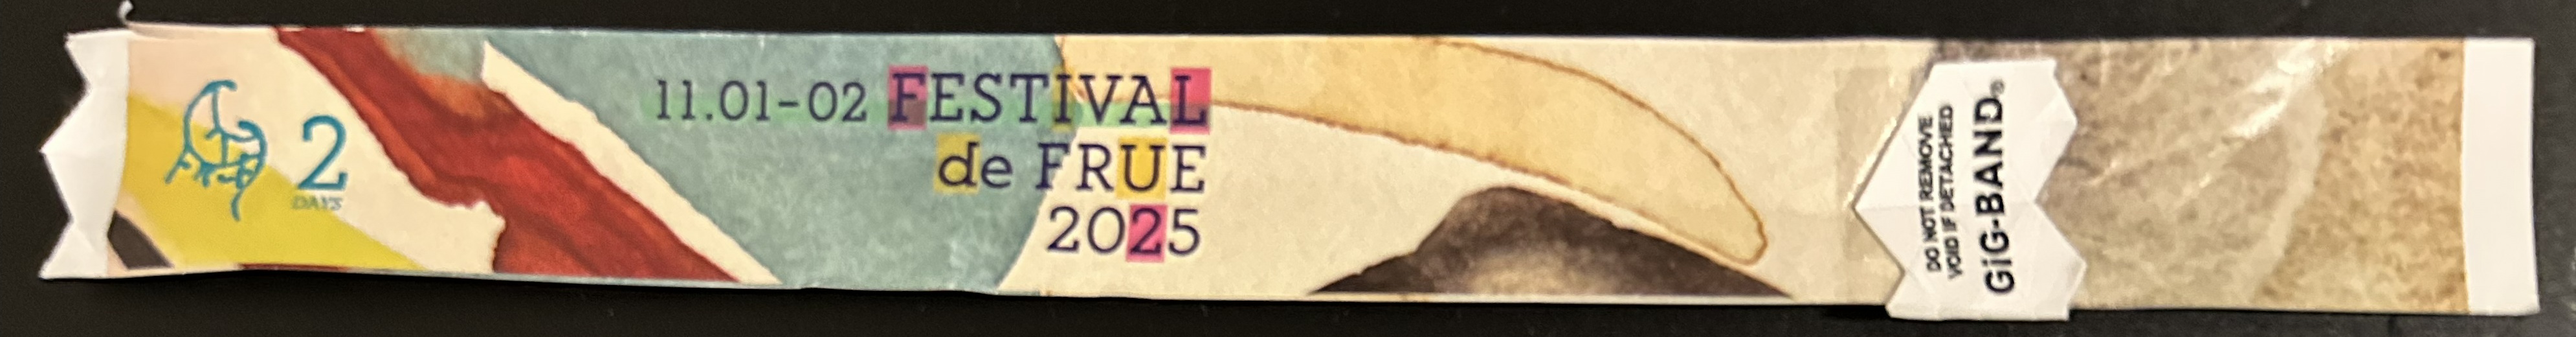 2
DAYS
11.01-02 FESTIVAL
de FRUE
2025
DO NOT REMOVE
VOID IF DETACHED
GiG-BAND®